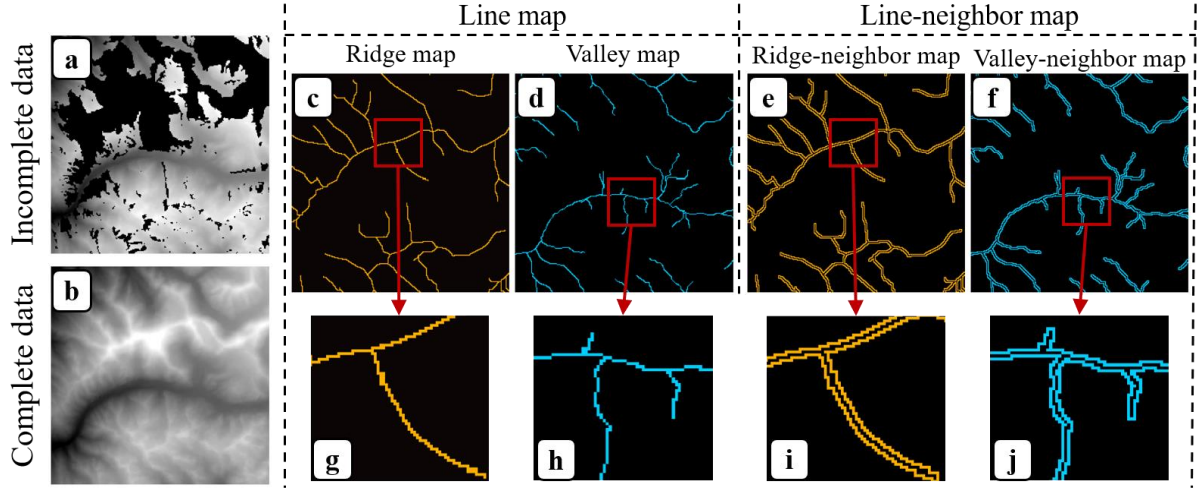 Incomplete data
Complete data
a
b
Line map
Line-neighbor map
Ridge map
Valley map
Ridge-neighbor map
Valley-neighbor map
c
d
e
f
g
h
i
j